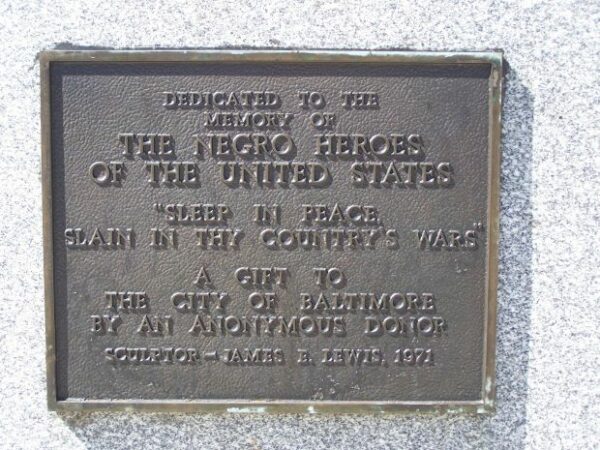 DEDICATED TO THE
MEMORY OF
THE NEGRO HEROES
OF THE UNITED STATES
"SLEEP IN PEACE,
SLAIN IN THY COUNTRY'S WARS"
A GIFT TO
THE CITY OF BALTIMORE
BY AN ANONYMOUS DONOR
SCULPTOR - JAMES E. LEWIS, 1971